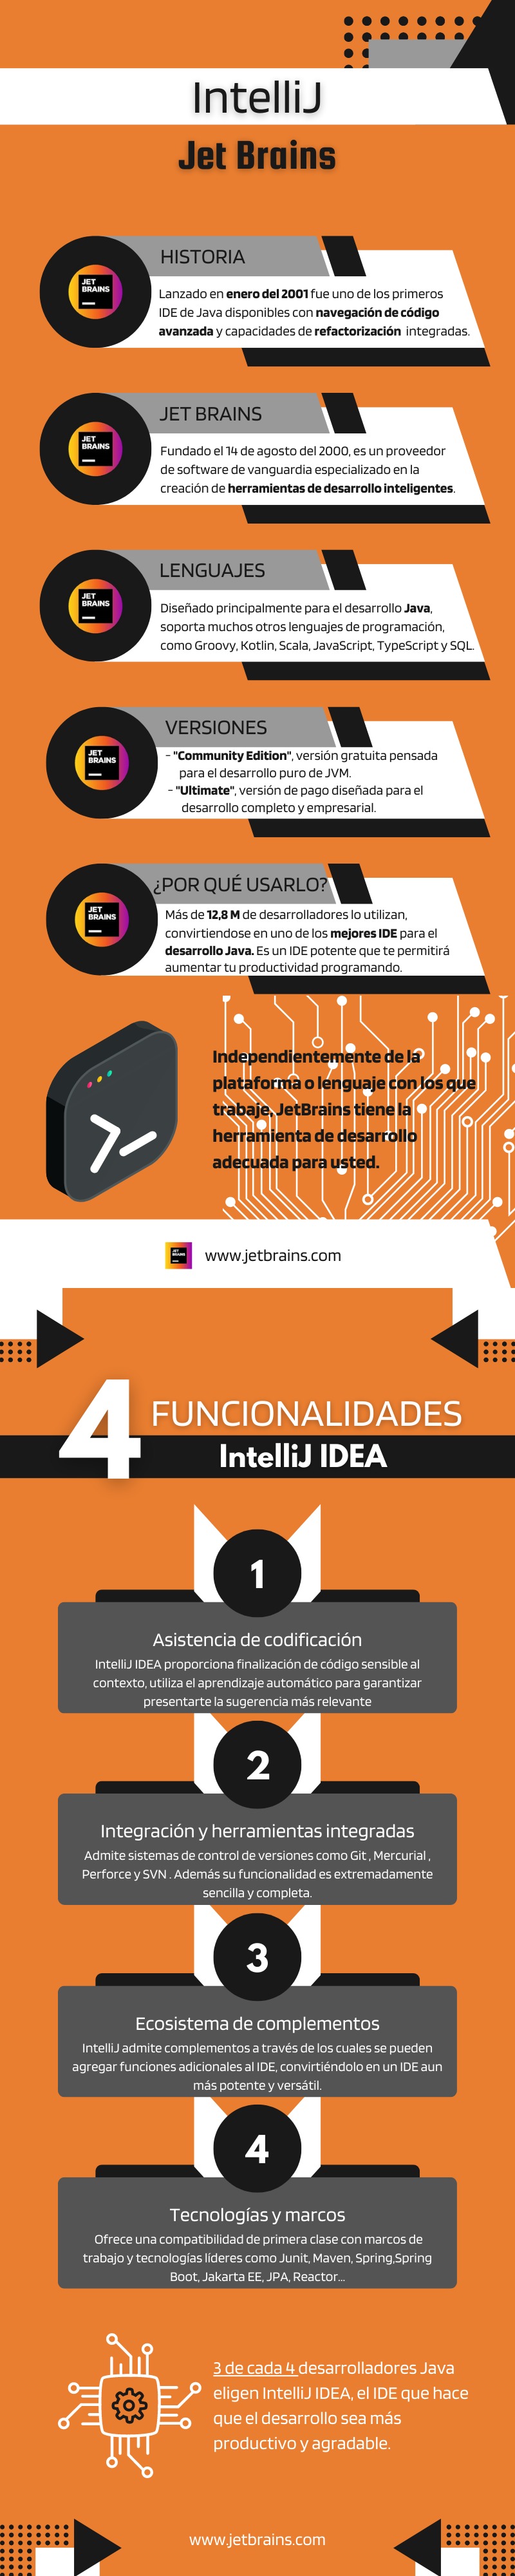 IntelliJ
Jet Brains
HISTORIA
JET
BRAINS
Lanzado en enero del 2001 fue uno de los primeros
IDE de Java disponibles con navegación de código
avanzada y capacidades de refactorización integradas.
JET BRAINS
JET
BRAINS
Fundado el 14 de agosto del 2000, es un proveedor
de software de vanguardia especializado en la
creación de herramientas de desarrollo inteligentes.
LENGUAJES
JET
BRAINS
Diseñado principalmente para el desarrollo Java,
soporta muchos otros lenguajes de programación,
como Groovy, Kotlin, Scala, JavaScript, TypeScript y SQL.
VERSIONES
JET
BRAINS
- "Community Edition", versión gratuita pensada
para el desarrollo puro de JVM.
- "Ultimate", versión de pago diseñada para el
desarrollo completo y empresarial.
¿POR QUÉ USARLO?
JET
BRAINS
Más de 12,8 M de desarrolladores lo utilizan,
convirtiendose en uno de los mejores IDE para el
desarrollo Java. Es un IDE potente que te permitirá
aumentar tu productividad programando.
Independientemente de la
plataforma o lenguaje con los que
trabaje, JetBrains tiene la
herramienta de desarrollo
adecuada para usted.
JET
BRAINS
www.jetbrains.com
4 FUNCIONALIDADES
IntelliJ IDEA
1
Asistencia de codificación
IntelliJ IDEA proporciona finalización de código sensible al
contexto, utiliza el aprendizaje automático para garantizar
presentarte la sugerencia más relevante
2
Integración y herramientas integradas
Admite sistemas de control de versiones como Git , Mercurial ,
Perforce y SVN . Además su funcionalidad es extremadamente
sencilla y completa.
3
Ecosistema de complementos
IntelliJ admite complementos a través de los cuales se pueden
agregar funciones adicionales al IDE, convirtiéndolo en un IDE aun
más potente y versátil.
4
Tecnologías y marcos
Ofrece una compatibilidad de primera clase con marcos de
trabajo y tecnologías líderes como Junit, Maven, Spring,Spring
Boot, Jakarta EE, JPA, Reactor...
3 de cada 4 desarrolladores Java
eligen IntelliJ IDEA, el IDE que hace
que el desarrollo sea más
productivo y agradable.
www.jetbrains.com